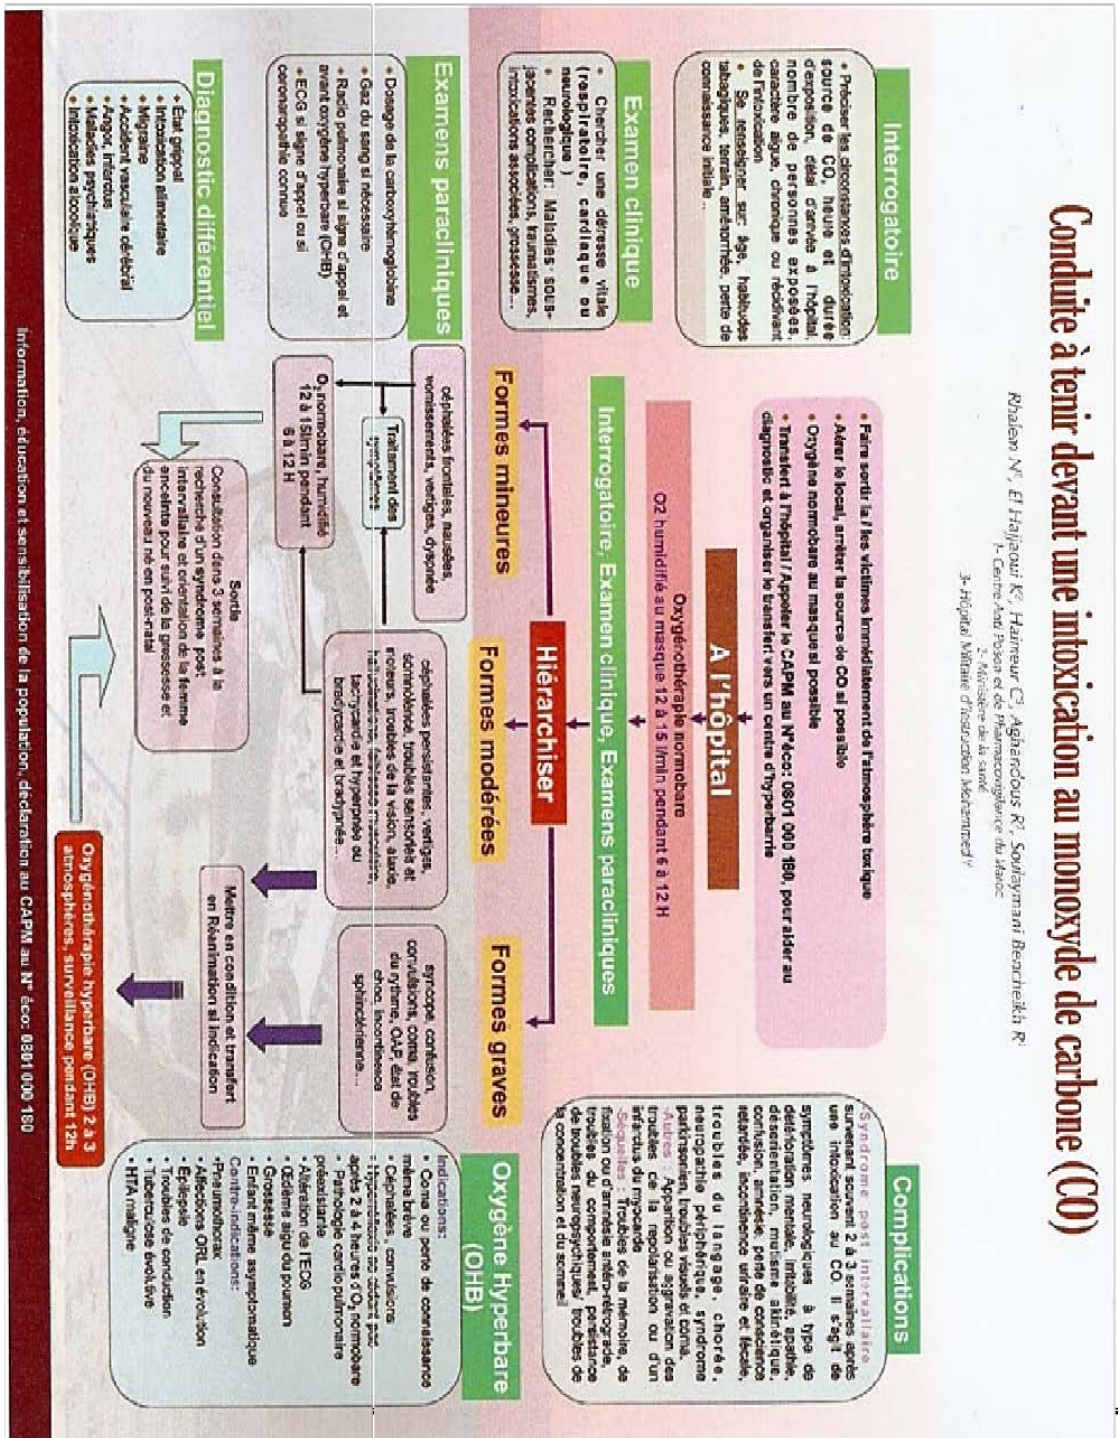 Conduite à tenir devant une intoxication au monoxyde de carbone (CO)
Rhalem N¹, El Hajjaoui K², Haimeur C³, Aghandous R³, Soulaymani Bencheikh R¹
1- Centre Anti Poison et de Pharmacovigilance du Maroc
2- Ministère de la santé
3- Hôpital Militaire d'Instruction Mohammed V
Interrogatoire
• Préciser les circonstances d'intoxication:
source de CO, heure et durée
d'exposition, délai d'arrivée à l'hôpital,
nombre de personnes exposées,
caractère aigue, chronique ou récidivant
de l'intoxication
• Se renseigner sur: âge, habitudes
tabagiques, terrain, amésornée, perte de
connaissance initiale ..
Examen clinique
• Chercher une détresse vitale
(respiratoire, cardiaque ou
neurologique )
• Rechercher: Maladies sous-
jacentes complications, traumatismes,
intoxications associées, grossesse....
Examens paracliniques
• Dosage de la carboxyhémoglobine
• Gaz du sang si nécessaire
• Radio pulmonaire si signe d'appel et
avant oxygène hyperbare (OHB)
• ECG si signe d'appel ou si
coronaropathie connue
Diagnostic différentiel
• État grippal
• Intoxication alimentaire
• Migraine
• Accident vasculaire cérébral
• Angor, infarctus
• Maladies psychiatriques
• Intoxication alcoolique
• Faire sortir la / les victimes immédiatement de l'atmosphère toxique
• Aérer le local, arrêter la source de CO si possible
• Oxygène normobare au masque si possible
• Transfert à l'hôpital / Appeler le CAPM au N° éco: 0801 000 180, pour aider au
diagnostic et organiser le transfert vers un centre d'hyperbarrie
A l'hôpital
Oxygénothérapie normobare
O2 humidifié au masque 12 à 15 l/min pendant 6 à 12 H
Interrogatoire, Examen clinique, Examens paracliniques
Hiérarchiser
Formes mineures
Formes modérées
Formes graves
céphalées frontales, nausées,
vomissements, vertiges, dyspnée
Traitement des
symptômes
O₂ normobare, humidifié
12 à 15l/min pendant
6 à 12 H
céphalées persistantes, vertiges,
somnolence, troubles sensoriels et
moteurs, troubles de la vision, ataxie,
tachycardie et hyperpnée ou
bradycardie et bradypnée...
syncope, confusion,
convulsions, coma, troubles
du rythme, OAP, état de
choc, incontinence
sphinctérienne....
Mettre en condition et transfert
en Réanimation si indication
Sortie
Consultation dans 3 semaines à la
recherche d'un syndrome post
intervallaire et orientation de la femme
enceinte pour suivi de la grossesse et
du nouveau né en post-natal
Oxygénothérapie hyperbare (OHB) 2 à 3
atmosphères, surveillance pendant 12h
Complications
-Syndrome post intervallaire
survenant souvent 2 à 3 semaines après
une intoxication au CO. Il s'agit de
symptômes neurologiques à type de
détérioration mentale, irritabilité, apathie,
désorientation, mutisme akinétique,
confusion, amnésie, perte de conscience
retardée, incontinence urinaire et fécale,
troubles du langage, chorée,
neuropathie périphérique, syndrome
parkinsonien, troubles visuels et coma.
-Autres : Apparition ou aggravation des
troubles de la repolarisation ou d'un
infarctus du myocarde
-Séquelles : Troubles de la mémoire, de
fixation ou d'amnésie antéro-rétrograde,
troubles du comportement, persistance
de troubles neuropsychiques/ troubles de
la concentration et du sommeil
Oxygène Hyperbare
(OHB)
Indications:
• Coma ou perte de connaissance
même brève
• Céphalées, convulsions
après 2 à 4 heures d'O₂ normobare
• Pathologie cardio pulmonaire
préexistante
• Altération de l'ECG
• Œdème aigu du poumon
• Grossesse
• Enfant même asymptomatique
Contre-indications:
•Pneumothorax
• Affections ORL en évolution
• Épilepsie
• Troubles de conduction
• Tuberculose évolutive
• HTA maligne
Information, éducation et sensibilisation de la population, déclaration au CAPM au N° éco: 0801 000 180